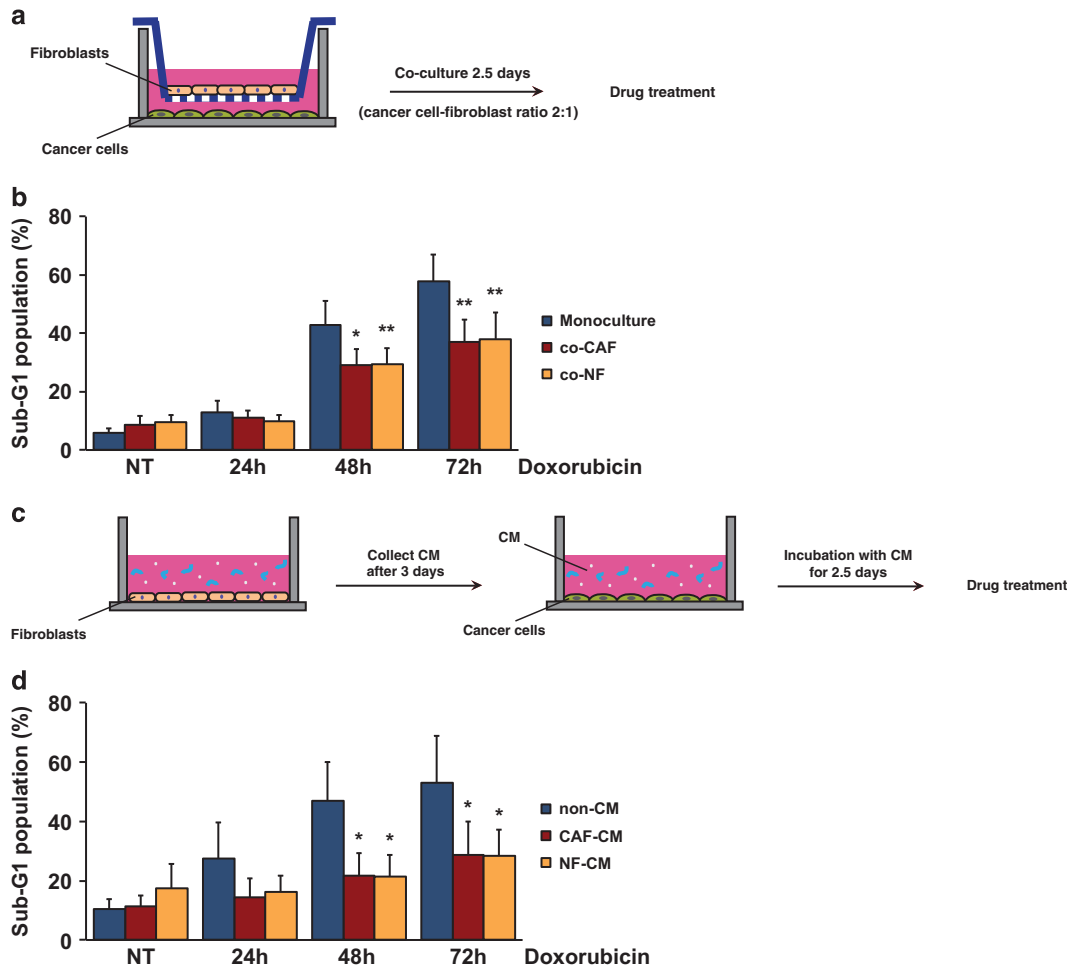 a
Fibroblasts
Cancer cells
Co-culture 2.5 days
(cancer cell-fibroblast ratio 2:1)
Drug treatment
b
Sub-G1 population (%)
80
60
40
20
0
* **
** **
NT 24h 48h 72h Doxorubicin
Monoculture
co-CAF
co-NF
c
Fibroblasts
Collect CM
after 3 days
CM
Cancer cells
Incubation with CM
for 2.5 days
Drug treatment
d
Sub-G1 population (%)
80
60
40
20
0
* *
* *
NT 24h 48h 72h Doxorubicin
non-CM
CAF-CM
NF-CM